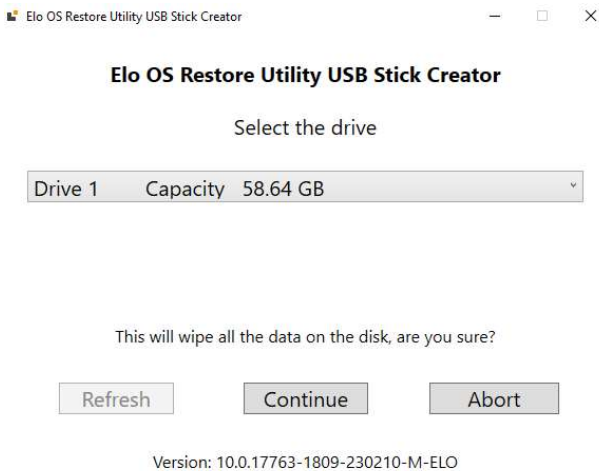 Elo OS Restore Utility USB Stick Creator
Elo OS Restore Utility USB Stick Creator
Select the drive
Drive 1 Capacity 58.64 GB
This will wipe all the data on the disk, are you sure?
Refresh Continue Abort
Version: 10.0.17763-1809-230210-M-ELO